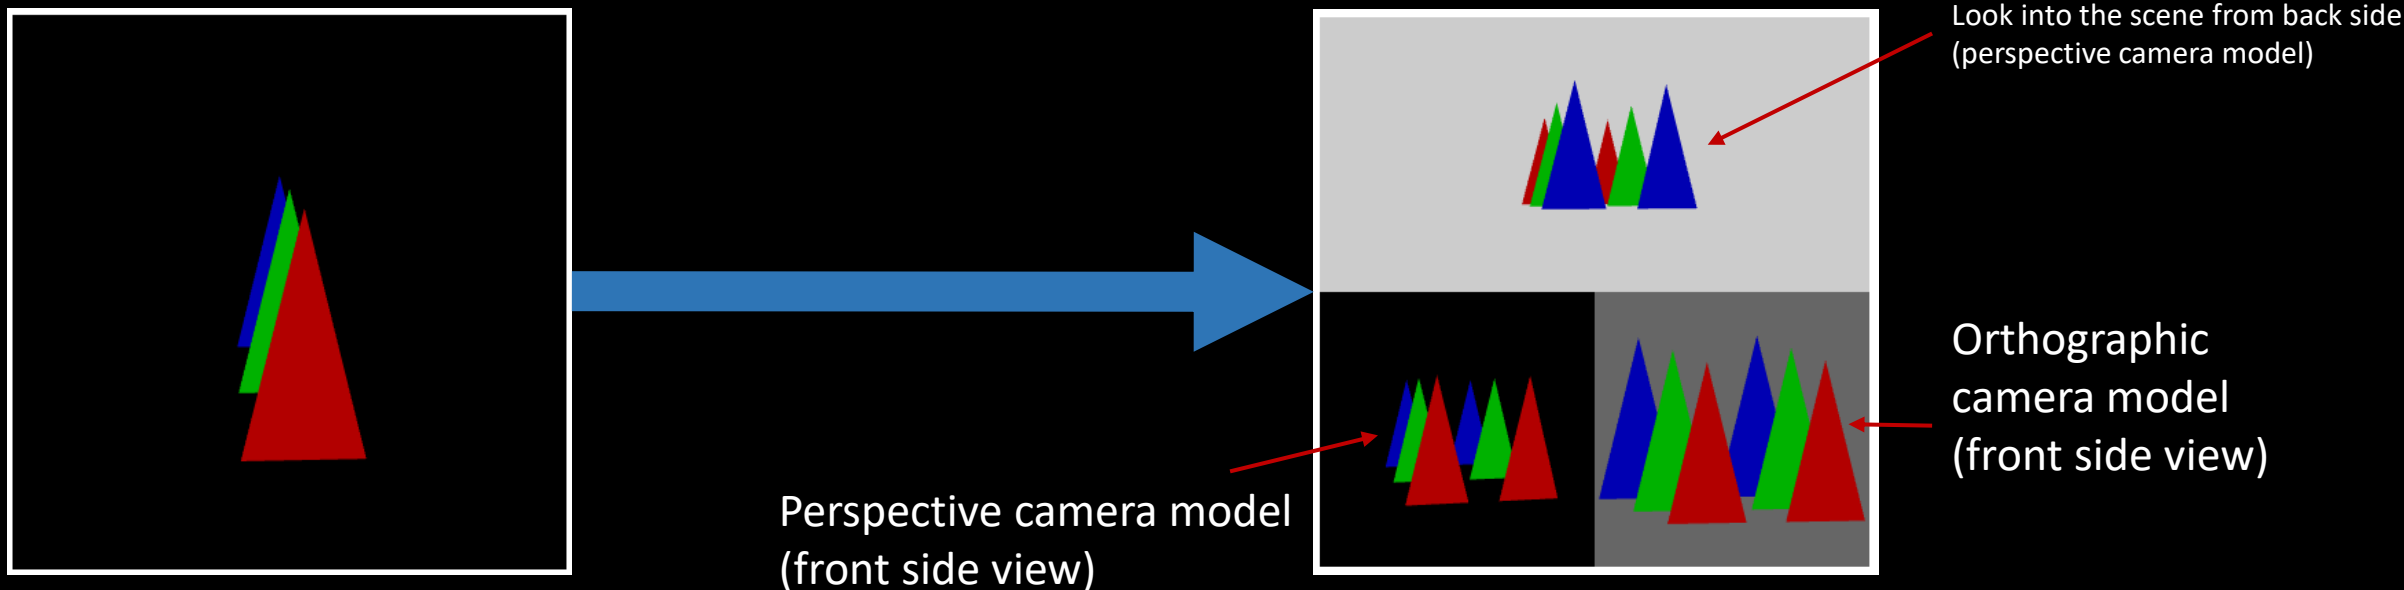 Look into the scene from back side
(perspective camera model)
Perspective camera model
(front side view)
Orthographic
camera model
(front side view)